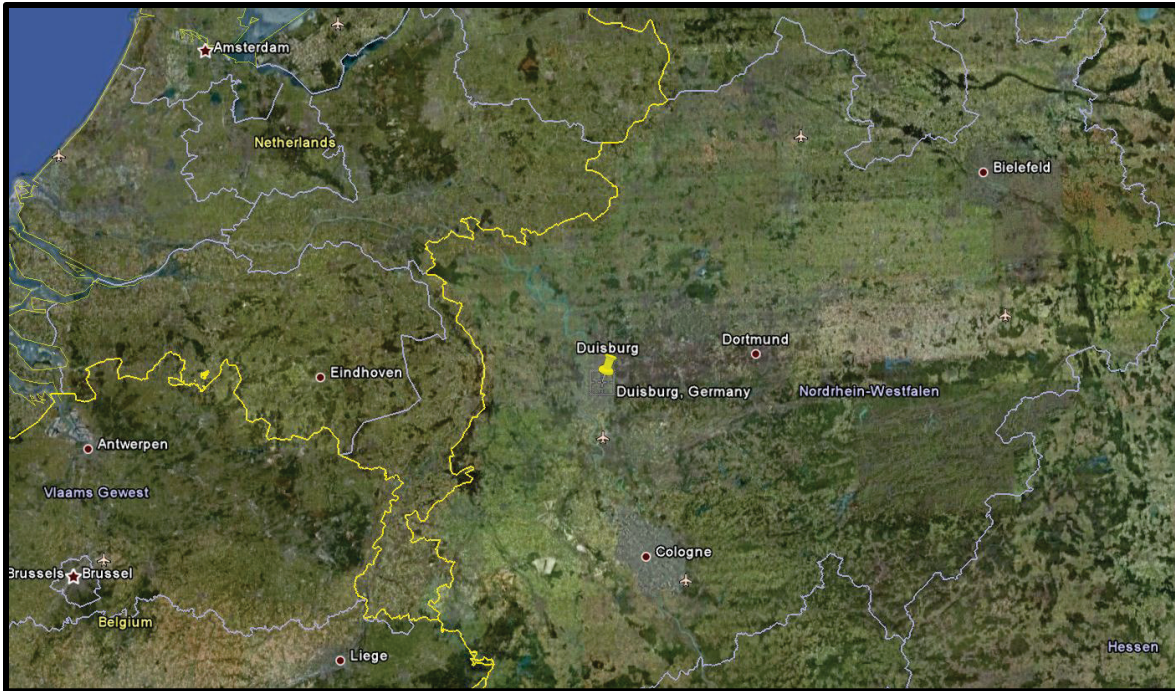 Amsterdam
Netherlands
Bielefeld
Duisburg
Dortmund
Eindhoven
Duisburg, Germany
Nordrhein-Westfalen
Antwerpen
Vlaams Gewest
Cologne
Brussels Brussel
Belgium
Hessen
Liege